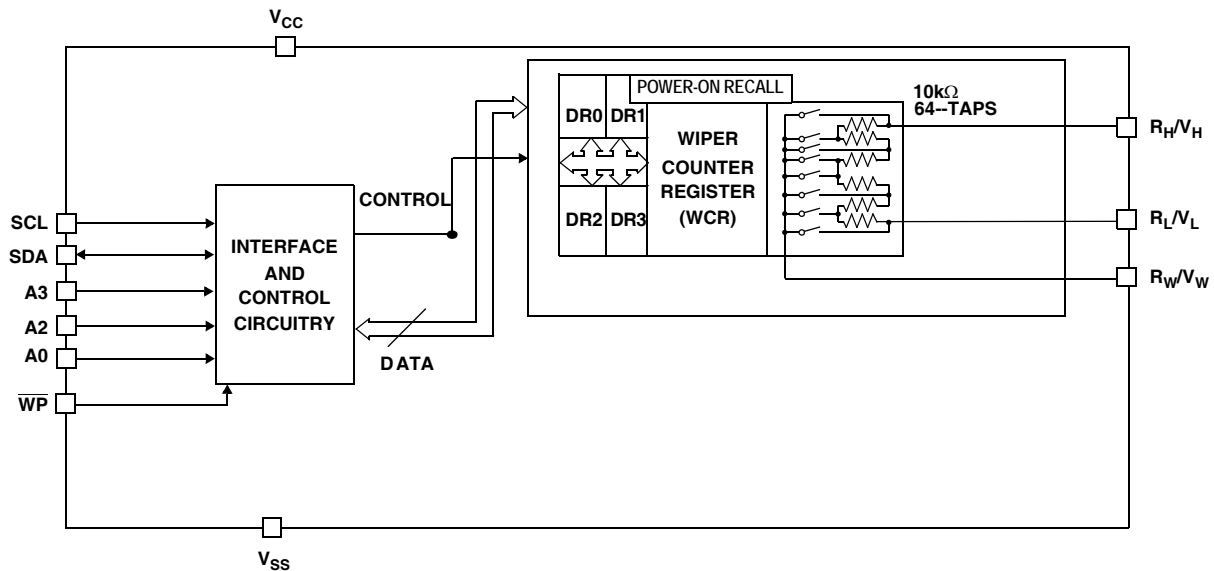 VCC
POWER-ON RECALL
10kΩ
64--TAPS
DR0 DR1
WIPER
COUNTER
REGISTER
(WCR)
DR2 DR3
RH/VH
RL/VL
RW/VW
CONTROL
INTERFACE
AND
CONTROL
CIRCUITRY
DATA
SCL
SDA
A3
A2
A0
WP
VSS